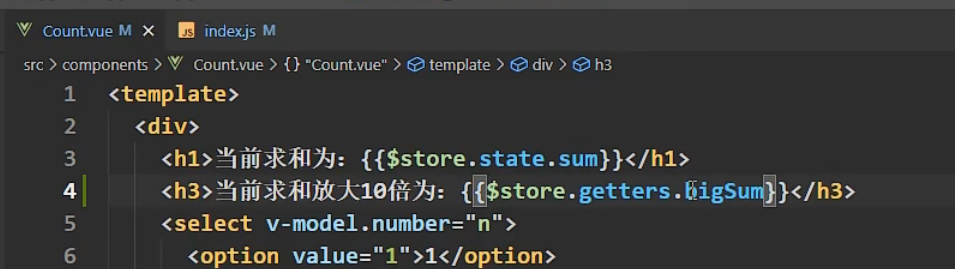 Count.vue M × JS index.js M
src > components > Count.vue > {} "Count.vue" > template > div > h3
1 <template>
2 <div>
3 <h1>当前求和为：{{$store.state.sum}}</h1>
4 <h3>当前求和放大10倍为：{{$store.getters.bigSum}}</h3>
5 <select v-model.number="n">
6 <option value="1">1</option>